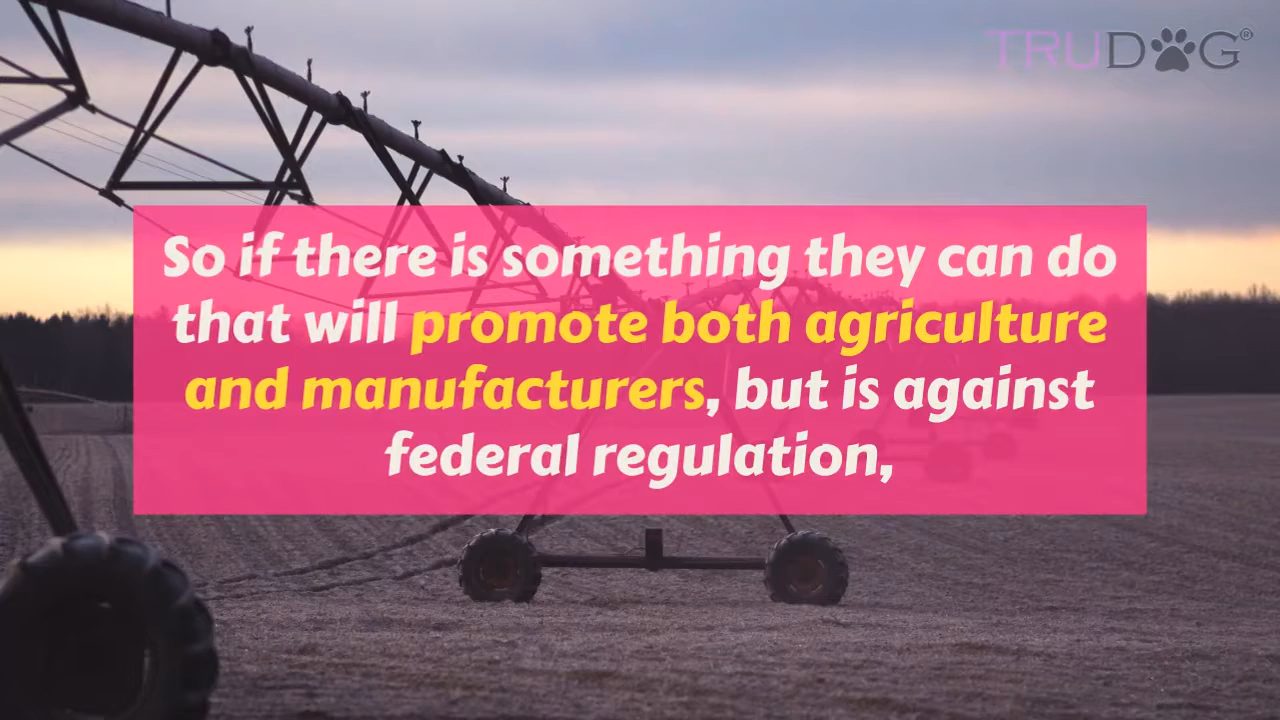 TRUDOG®
So if there is something they can do
that will promote both agriculture
and manufacturers, but is against
federal regulation,